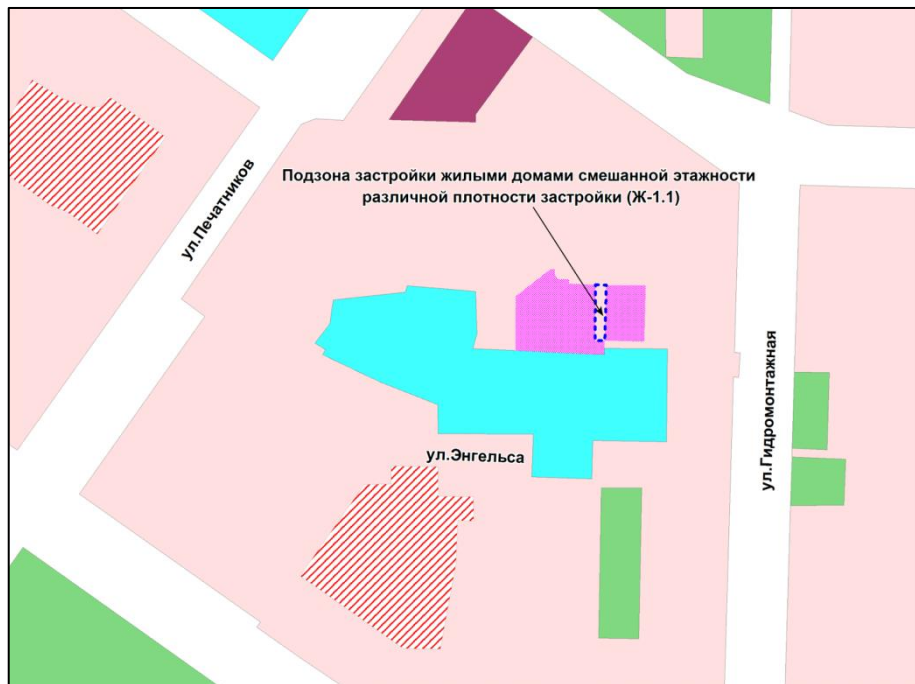 ул.Печатников
Подзона застройки жилыми домами смешанной этажности
различной плотности застройки (Ж-1.1)
ул.Гидромонтажная
ул.Энгельса